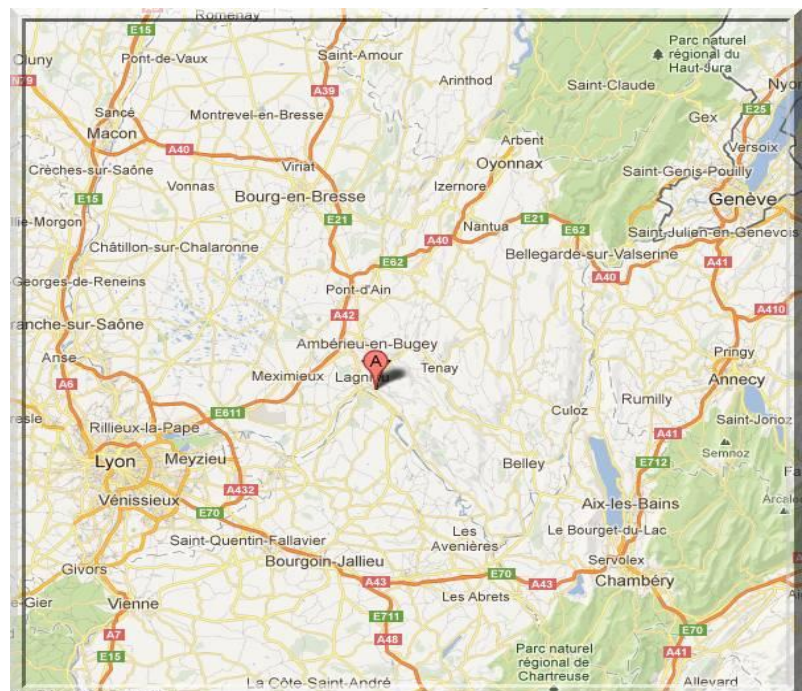 Romenay
E15
Cluny
Pont-de-Vaux
Saint-Amour
Parc naturel
régional du
Haut-Jura
N79
A39
Arinthod
Saint-Claude
Nyon
Sancé
Montrevel-en-Bresse
E25
Macon
Gex
A40
Arbent
Versoix
Crèches-sur-Saône
Viriat
Oyonnax
Saint-Genis-Pouilly
Vonnas
Izernore
E15
Bourg-en-Bresse
Genève
E21
Nantua
E21
lie-Morgon
E62
Saint-Julien-en-Genevois
Châtillon-sur-Chalaronne
A40
Bellegarde-sur-Valserine
E62
A41
-Georges-de-Reneins
A40
Pont-d'Ain
A42
A410
anche-sur-Saône
Ambérieu-en-Bugey
Pringy
Anse
A
Tenay
A6
Meximieux
Lagnieu
Annecy
Rumilly
Culoz
resle
E611
Saint-Jorioz
Rillieux-la-Pape
A41
Semnoz
Lyon
Meyzieu
Belley
E712
A432
Vénissieux
Aix-les-Bains
E70
Les
Avenières
Le Bourget-du-Lac
Saint-Quentin-Fallavier
Bourgoin-Jallieu
Servolex
Givors
A43
E70
A43
Chambéry
-Gier
Vienne
Les Abrets
E711
A7
A48
E70
E15
Parc naturel
régional de
Chartreuse
A41
La Côte-Saint-André
Allevard